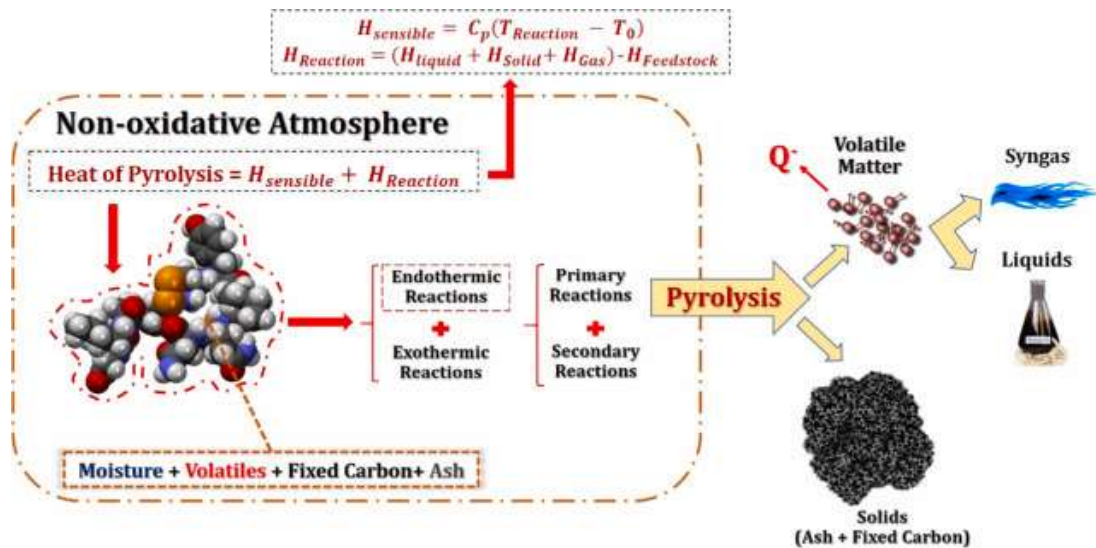 H_sensible = C_p(T_Reaction − T_0)
H_Reaction = (H_liquid + H_Solid + H_Gas) - H_Feedstock
Non-oxidative Atmosphere
Heat of Pyrolysis = H_sensible + H_Reaction
Endothermic
Reactions
+
Exothermic
Reactions
Primary
Reactions
+
Secondary
Reactions
Moisture + Volatiles + Fixed Carbon+ Ash
Pyrolysis
Q-
Volatile
Matter
Syngas
Liquids
Solids
(Ash + Fixed Carbon)